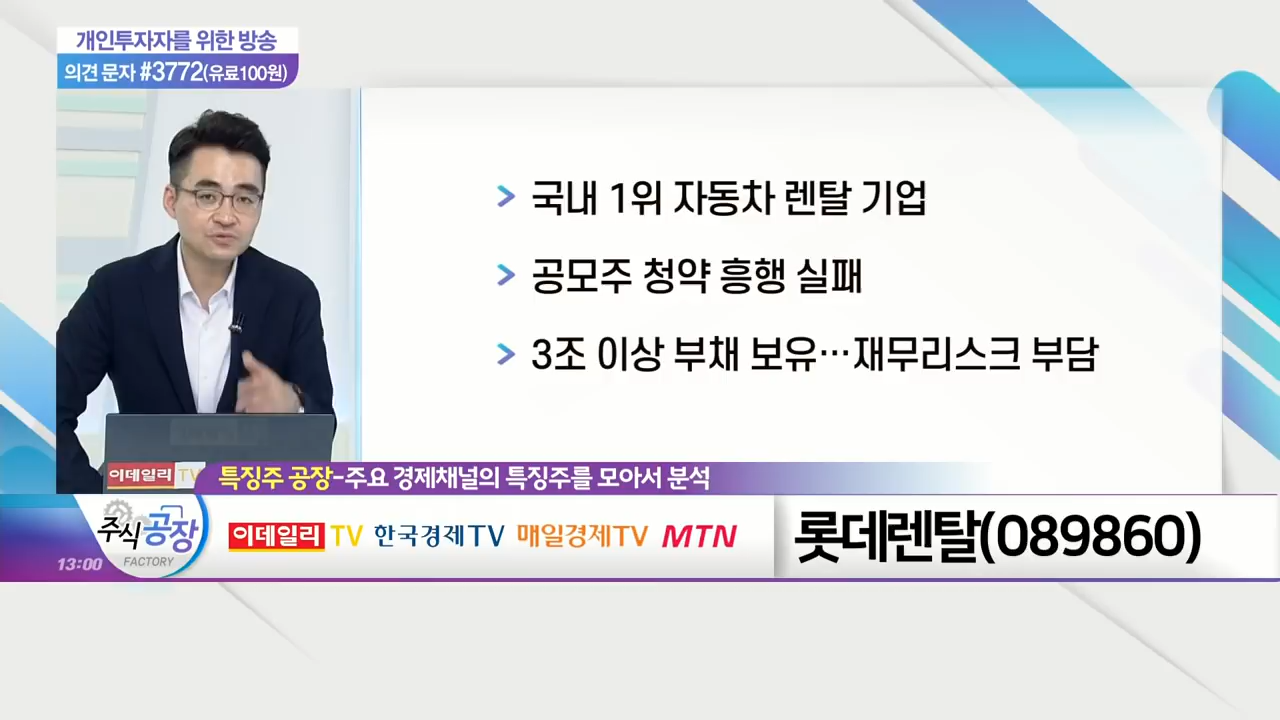 개인투자자를 위한 방송
의견 문자 #3772(유료100원)
> 국내 1위 자동차 렌탈 기업
> 공모주 청약 흥행 실패
> 3조 이상 부채 보유…재무리스크 부담
이데일리 TV
특징주 공장-주요 경제채널의 특징주를 모아서 분석
주식공장
FACTORY
13:00
이데일리 TV 한국경제TV 매일경제TV MTN
롯데렌탈(089860)